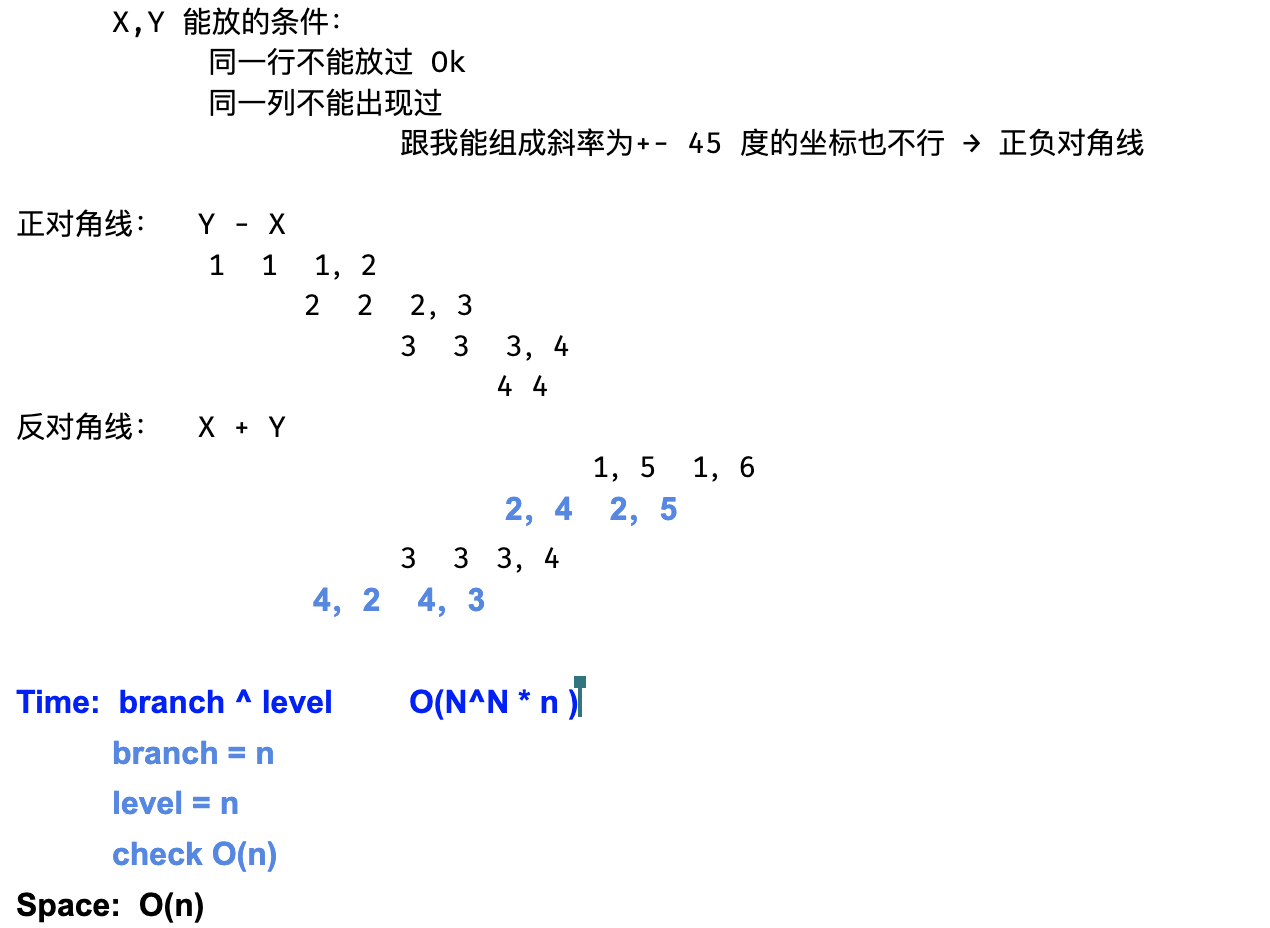 X,Y 能放的条件:
同一行不能放过 Ok
同一列不能出现过
跟我能组成斜率为+- 45 度的坐标也不行 → 正负对角线
正对角线: Y - X
1 1 1, 2
2 2 2, 3
3 3 3, 4
4 4
反对角线: X + Y
1, 5 1, 6
2, 4 2, 5
3 3 3, 4
4, 2 4, 3
Time: branch ^ level O(N^N * n )
branch = n
level = n
check O(n)
Space: O(n)